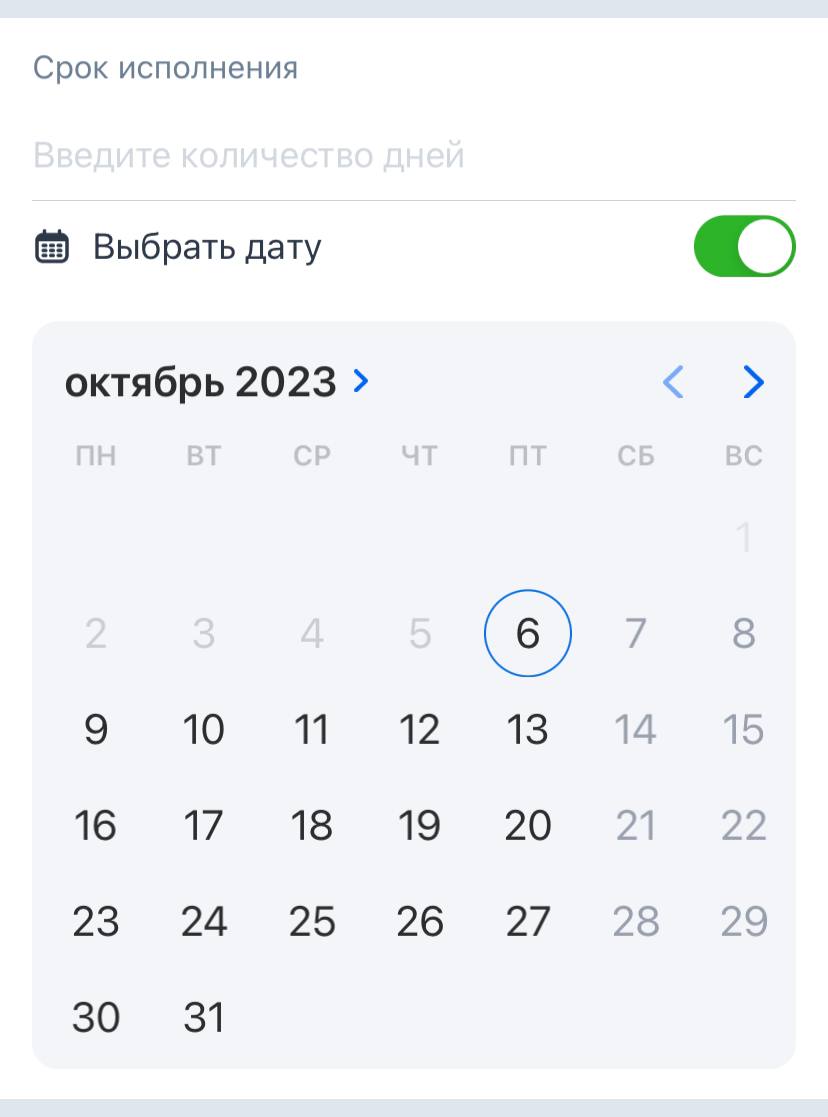 Срок исполнения
Введите количество дней
Выбрать дату
октябрь 2023
ПН ВТ СР ЧТ ПТ СБ ВС
1
2 3 4 5 6 7 8
9 10 11 12 13 14 15
16 17 18 19 20 21 22
23 24 25 26 27 28 29
30 31